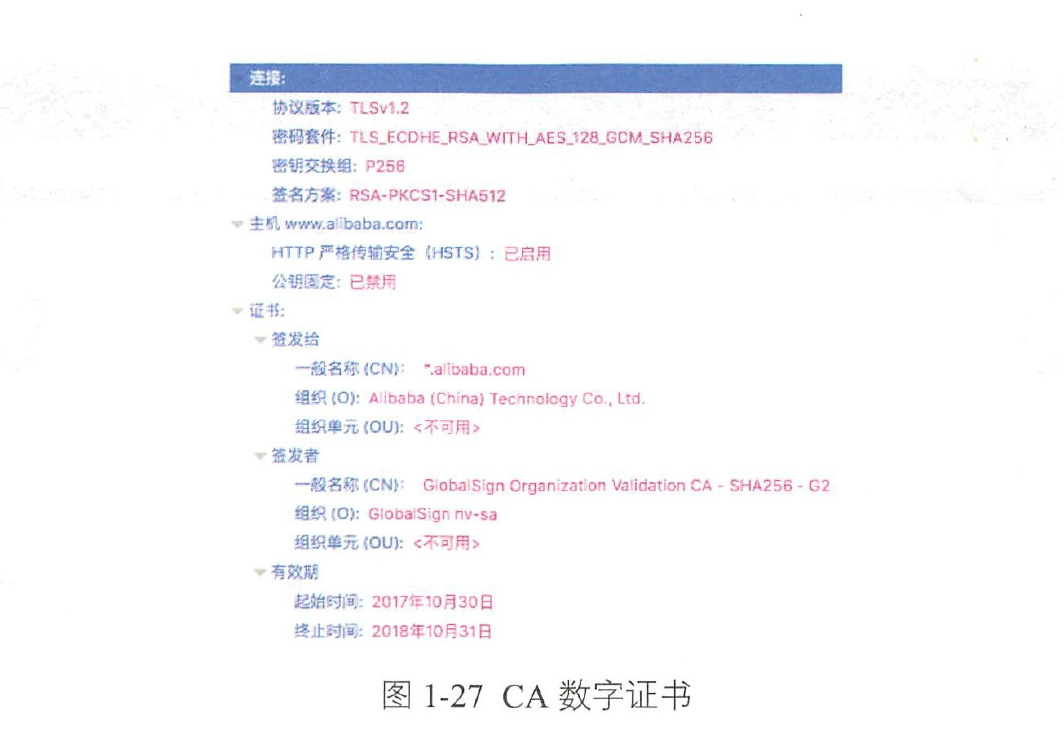 连接:
协议版本: TLSv1.2
密码套件: TLS_ECDHE_RSA_WITH_AES_128_GCM_SHA256
密钥交换组: P256
签名方案: RSA-PKCS1-SHA512
主机 www.alibaba.com:
HTTP 严格传输安全（HSTS）: 已启用
公钥固定: 已禁用
证书:
签发给
一般名称 (CN): *.alibaba.com
组织 (O): Alibaba (China) Technology Co., Ltd.
组织单元 (OU): <不可用>
签发者
一般名称 (CN): GlobalSign Organization Validation CA - SHA256 - G2
组织 (O): GlobalSign nv-sa
组织单元 (OU): <不可用>
有效期
起始时间: 2017年10月30日
终止时间: 2018年10月31日
图 1-27 CA 数字证书